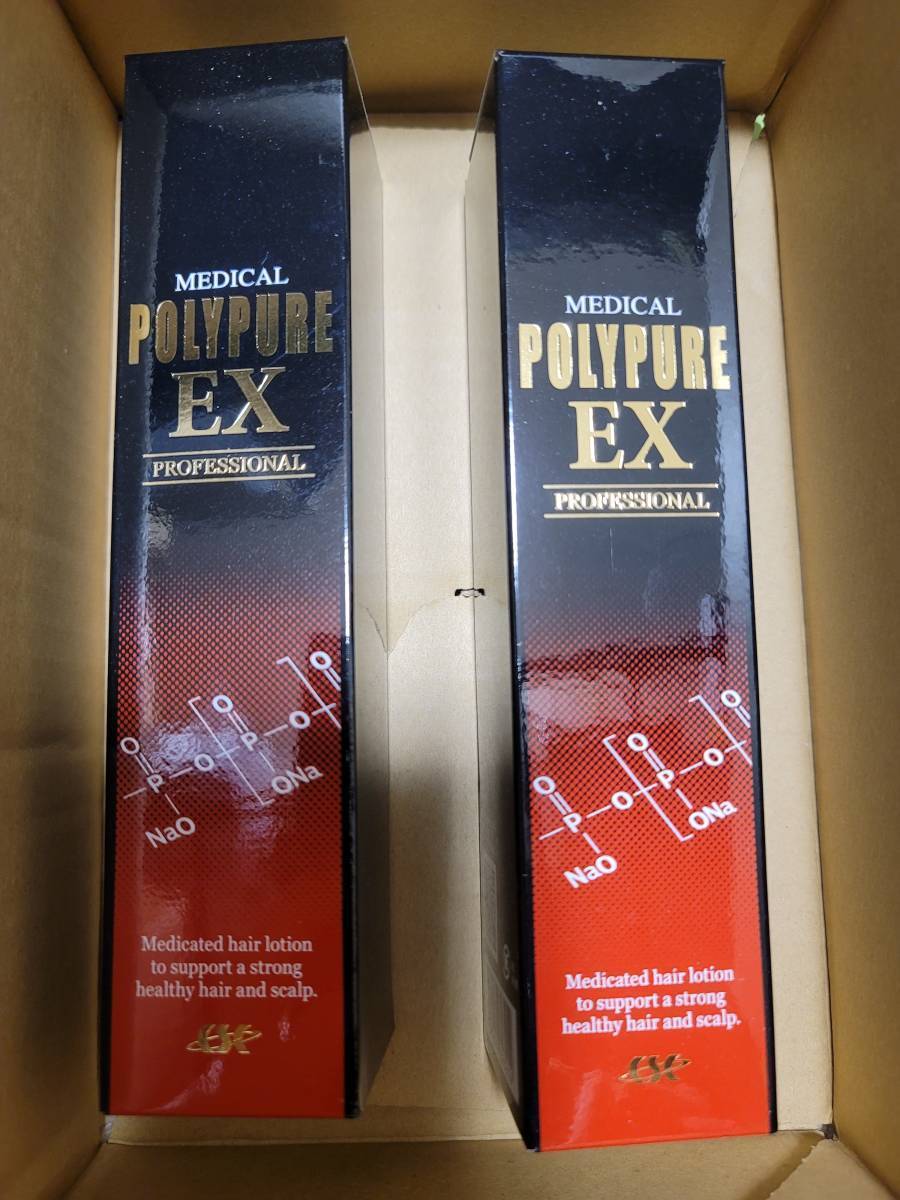 MEDICAL
POLYPURE
EX
PROFESSIONAL
O
O
P
O
P
O
ONa
NaO
Medicated hair lotion
to support a strong
healthy hair and scalp.
MEDICAL
POLYPURE
EX
PROFESSIONAL
O
O
O
P
O
P
O
ONa
NaO
Medicated hair lotion
to support a strong
healthy hair and scalp.